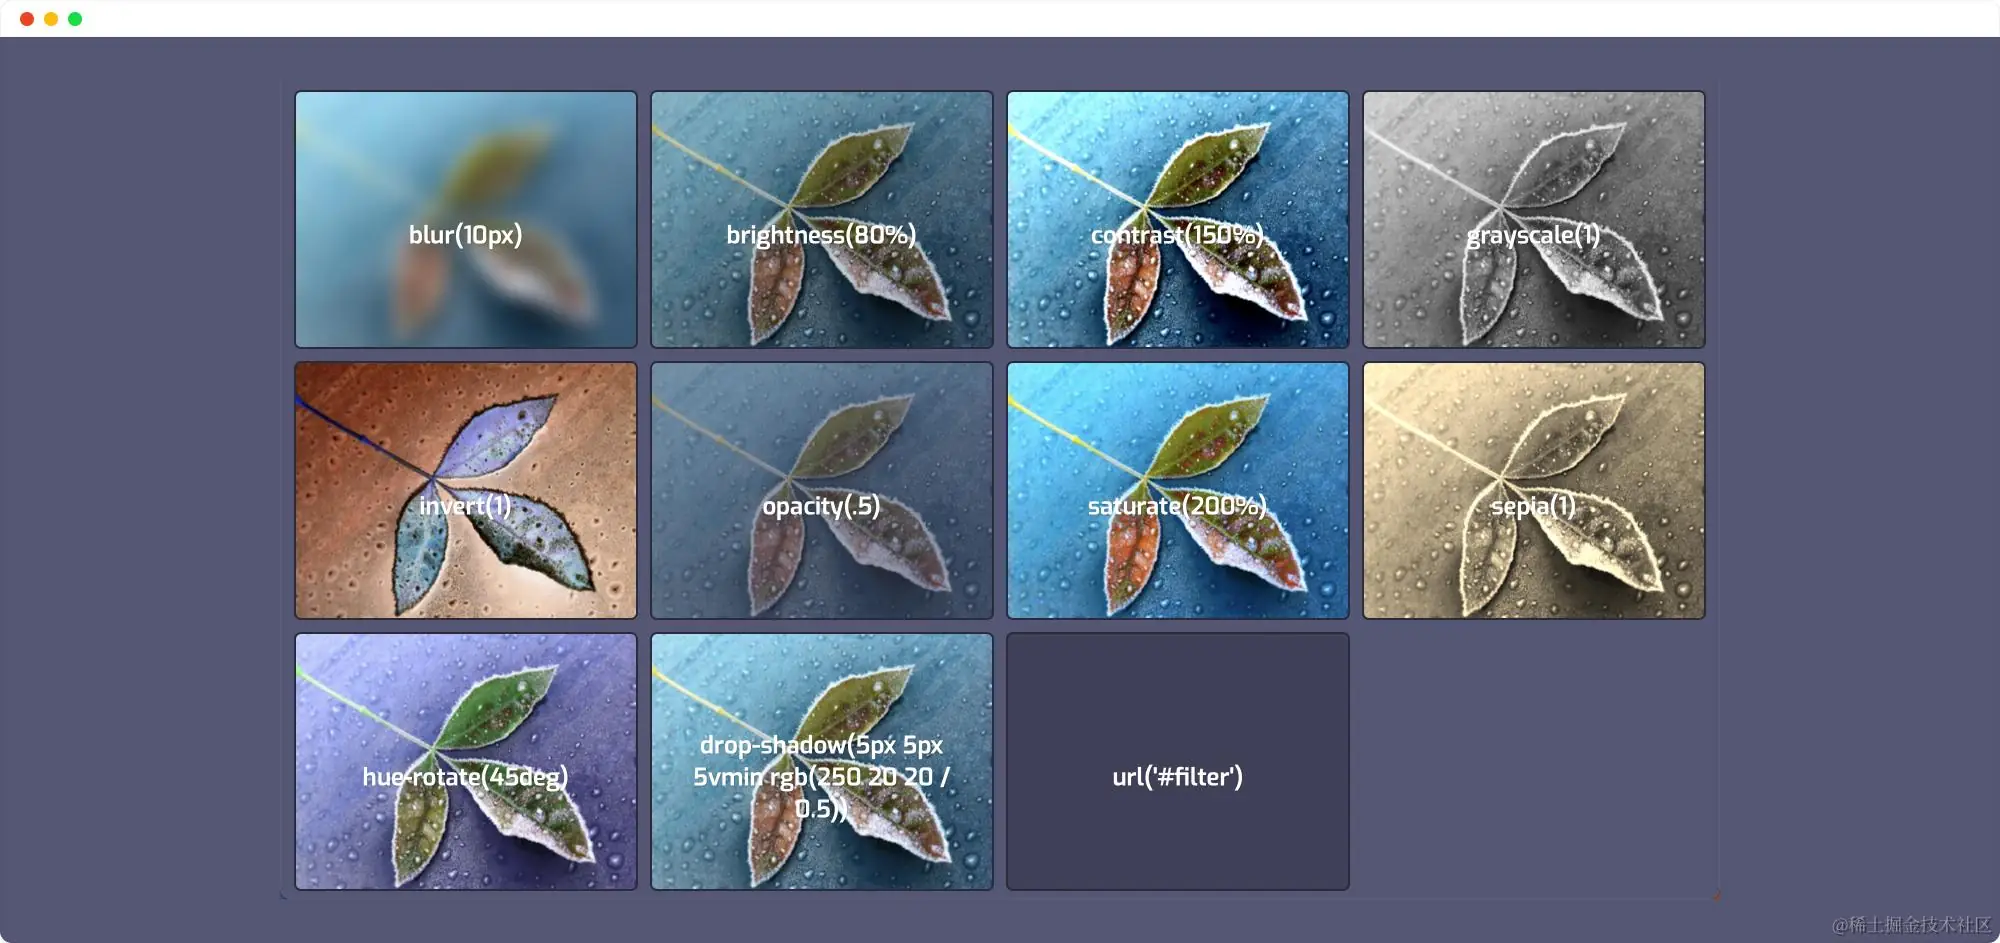 blur(10px)
brightness(80%)
contrast(150%)
grayscale(1)
invert(1)
opacity(.5)
saturate(200%)
sepia(1)
hue-rotate(45deg)
drop-shadow(5px 5px
5vmin rgb(250 20 20 /
0.5))
url('#filter')
@稀土掘金技术社区